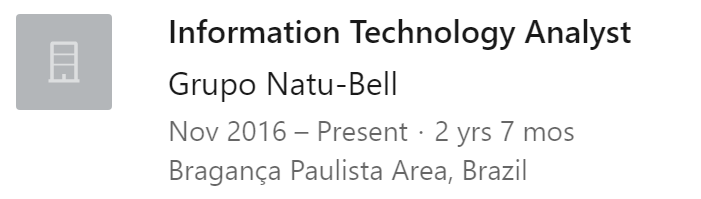 Information Technology Analyst
Grupo Natu-Bell
Nov 2016 – Present · 2 yrs 7 mos
Bragança Paulista Area, Brazil